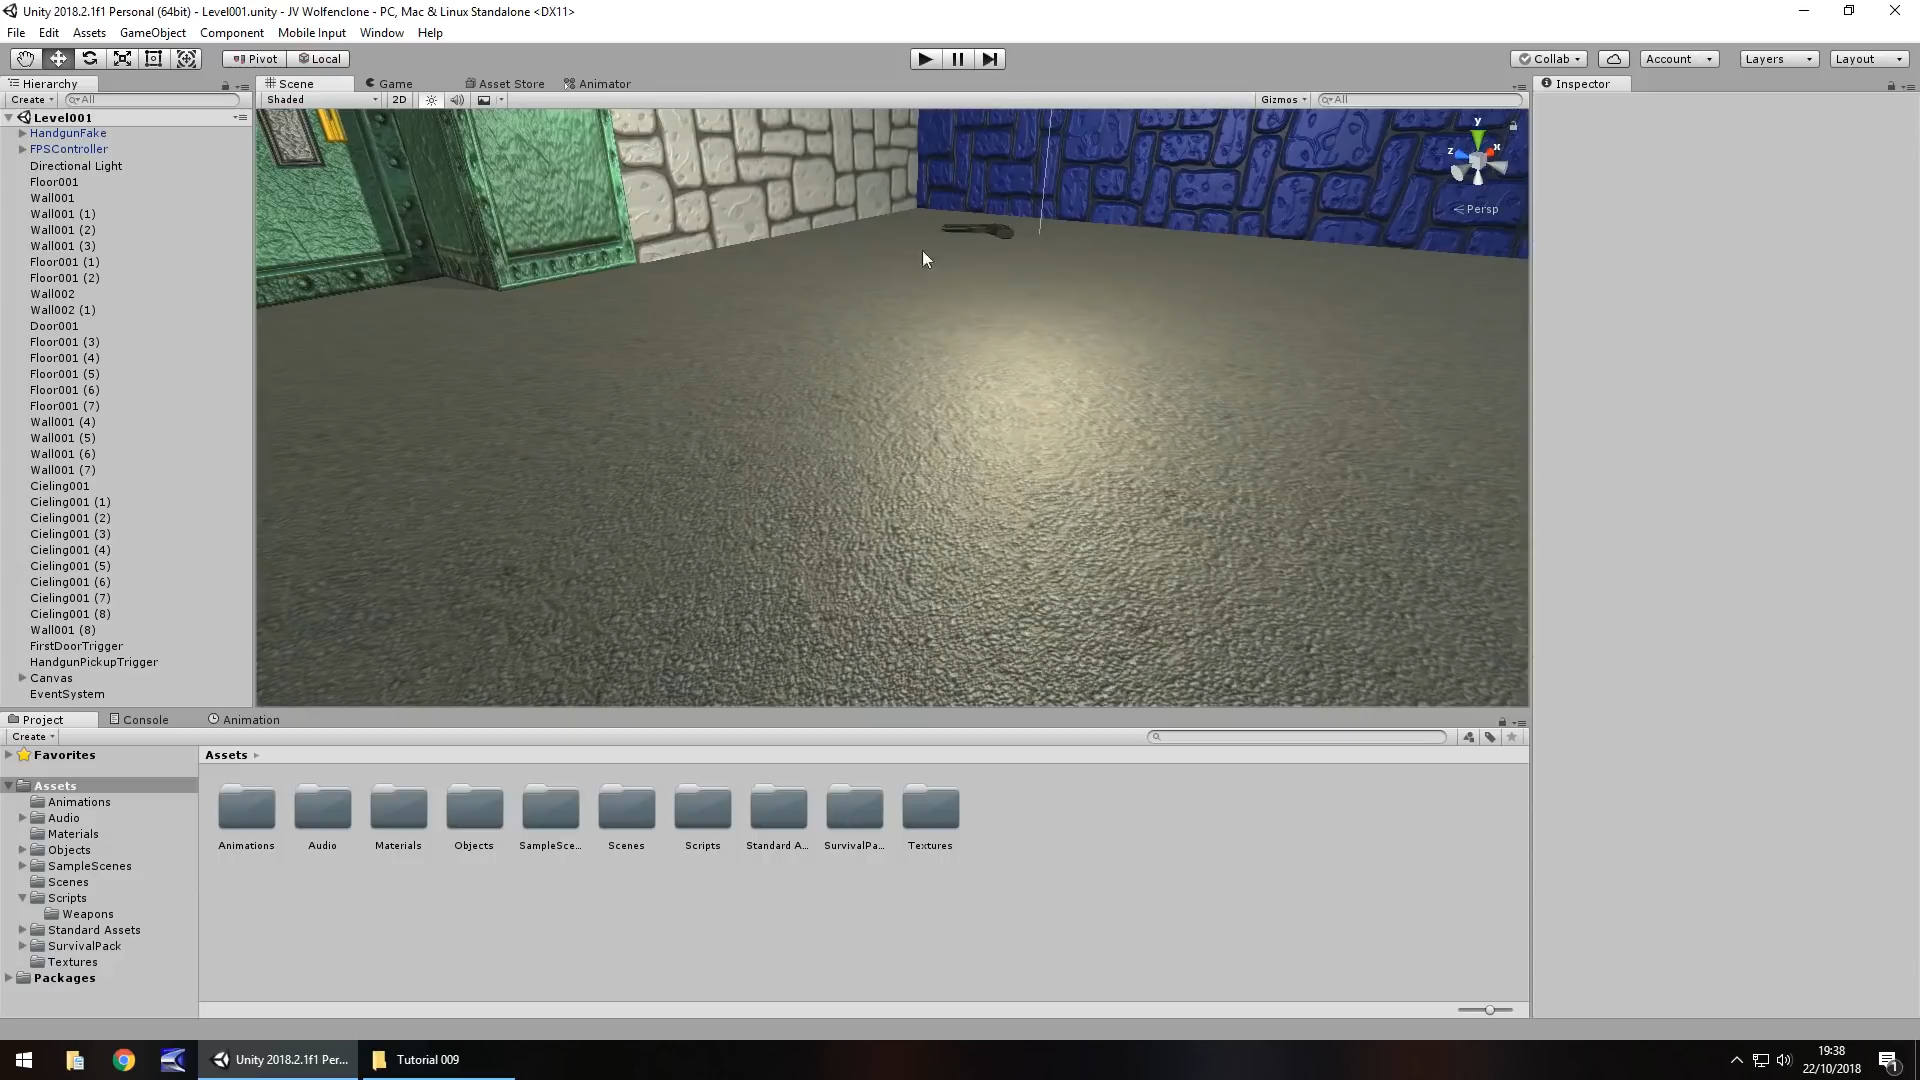 Unity 2018.2.1f1 Personal (64bit) - Level001.unity - JV Wolfenclone - PC, Mac & Linux Standalone <DX11>
File Edit Assets GameObject Component Mobile Input Window Help
Pivot Local Collab Account Layers Layout
Hierarchy Scene Game Asset Store Animator Inspector
Create All Shaded 2D Gizmos All
Level001
HandgunFake
FPSController
Directional Light
Floor001
Wall001
Wall001 (1)
Wall001 (2)
Wall001 (3)
Floor001 (1)
Floor001 (2)
Wall002
Wall002 (1)
Door001
Floor001 (3)
Floor001 (4)
Floor001 (5)
Floor001 (6)
Floor001 (7)
Wall001 (4)
Wall001 (5)
Wall001 (6)
Wall001 (7)
Cieling001
Cieling001 (1)
Cieling001 (2)
Cieling001 (3)
Cieling001 (4)
Cieling001 (5)
Cieling001 (6)
Cieling001 (7)
Cieling001 (8)
Wall001 (8)
FirstDoorTrigger
HandgunPickupTrigger
Canvas
EventSystem
y
z x
Persp
Project Console Animation
Create
Favorites
Assets
Animations
Audio
Materials
Objects
SampleScenes
Scenes
Scripts
Weapons
Standard Assets
SurvivalPack
Textures
Packages
Assets
Animations Audio Materials Objects SampleSce... Scenes Scripts Standard A... SurvivalPa... Textures
Unity 2018.2.1f1 Per... Tutorial 009
19:38
22/10/2018
1